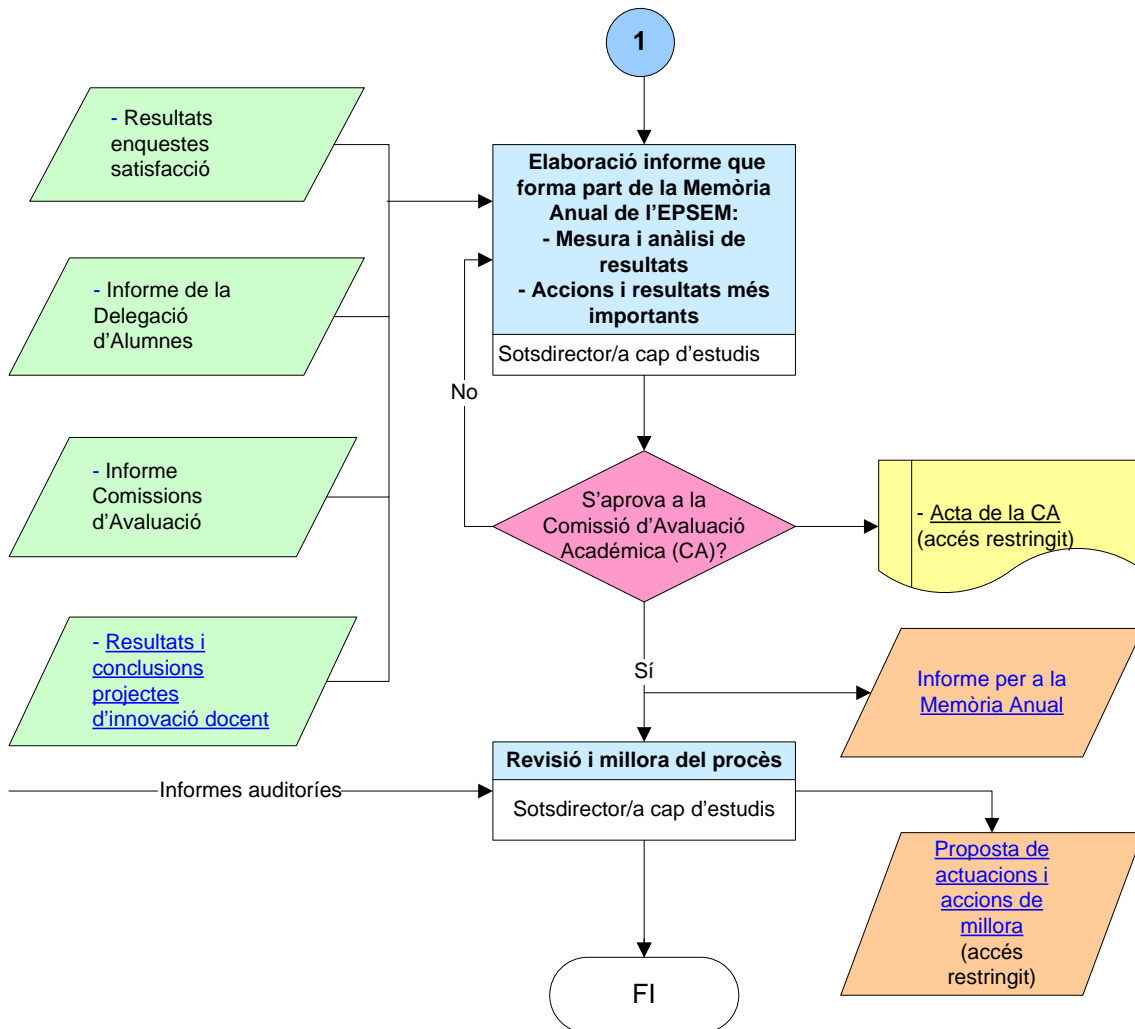 1
- Resultats
enquestes
satisfacció
Elaboració informe que
forma part de la Memòria
Anual de l’EPSEM:
- Mesura i anàlisi de
resultats
- Accions i resultats més
importants
Sotsdirector/a cap d’estudis
- Informe de la
Delegació
d’Alumnes
No
- Informe
Comissions
d’Avaluació
S’aprova a la
Comissió d’Avaluació
Académica (CA)?
- Acta de la CA
(accés restringit)
- Resultats i
conclusions
projectes
d’innovació docent
Sí
Informe per a la
Memòria Anual
Revisió i millora del procès
Sotsdirector/a cap d’estudis
Informes auditoríes
Proposta de
actuacions i
accions de
millora
(accés
restringit)
FI